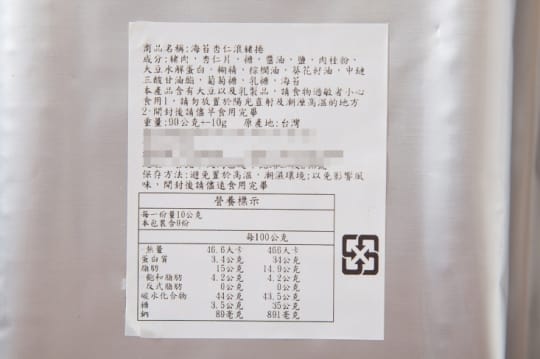 商品名稱:海苔杏仁滾豬捲
成分:豬肉,杏仁片,糖,醬油,鹽,肉桂粉,
大豆水解蛋白,糊精,棕櫚油,葵花籽油,中鏈
三酸甘油酯,葡萄糖,乳糖,海苔
本產品含有大豆以及乳製品,請食物過敏者小心
食用1,請勿放置於陽光直射及潮溼高溫的地方
2.開封後請儘早食用完畢
重量:90公克+-10g 原產地:台灣
保存方法:避免置於高溫,潮濕環境;以免影響風
味,開封後請儘速食用完畢
營養標示
每一份量10公克
本包裝含9份
每100公克
熱量 46.6大卡 466大卡
蛋白質 3.4公克 34公克
脂肪 15公克 14.9公克
飽和脂肪 4.2公克 4.2公克
反式脂肪 0公克 0公克
碳水化合物 44公克 43.5公克
糖 3.5公克 35公克
鈉 89毫克 891毫克